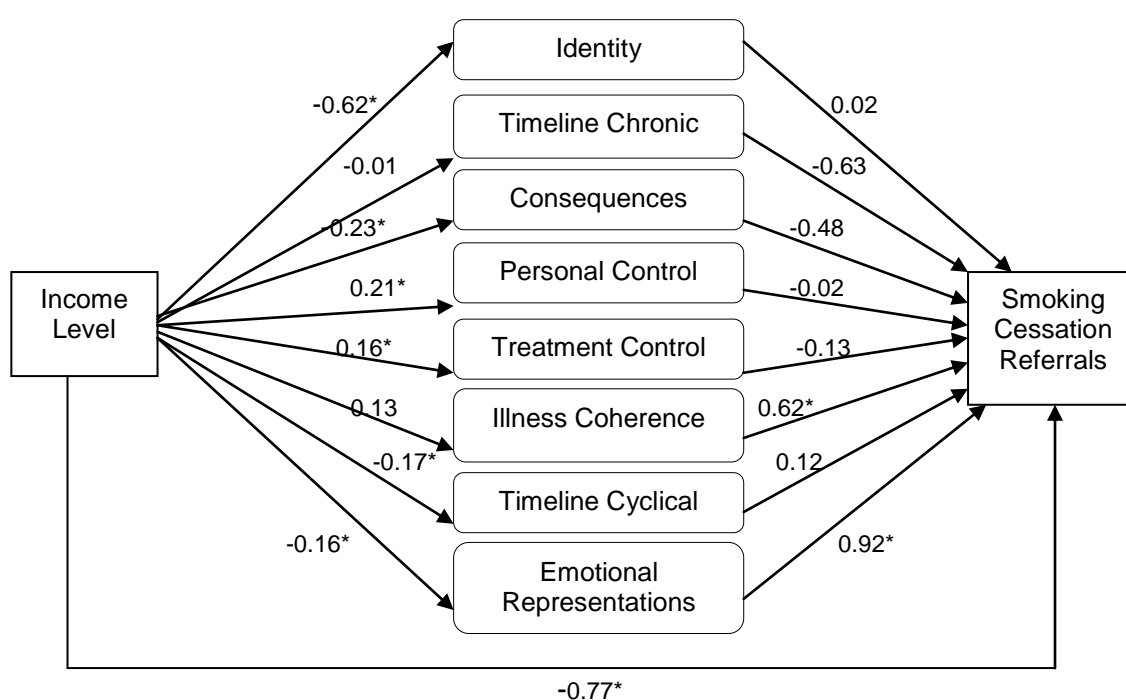 Identity
-0.62*
0.02
Timeline Chronic
-0.01
-0.63
Consequences
-0.23*
-0.48
Income
Level
Personal Control
0.21*
-0.02
Smoking
Cessation
Referrals
Treatment Control
0.16*
-0.13
Illness Coherence
0.13
0.62*
-0.17*
0.12
Timeline Cyclical
-0.16*
0.92*
Emotional
Representations
-0.77*